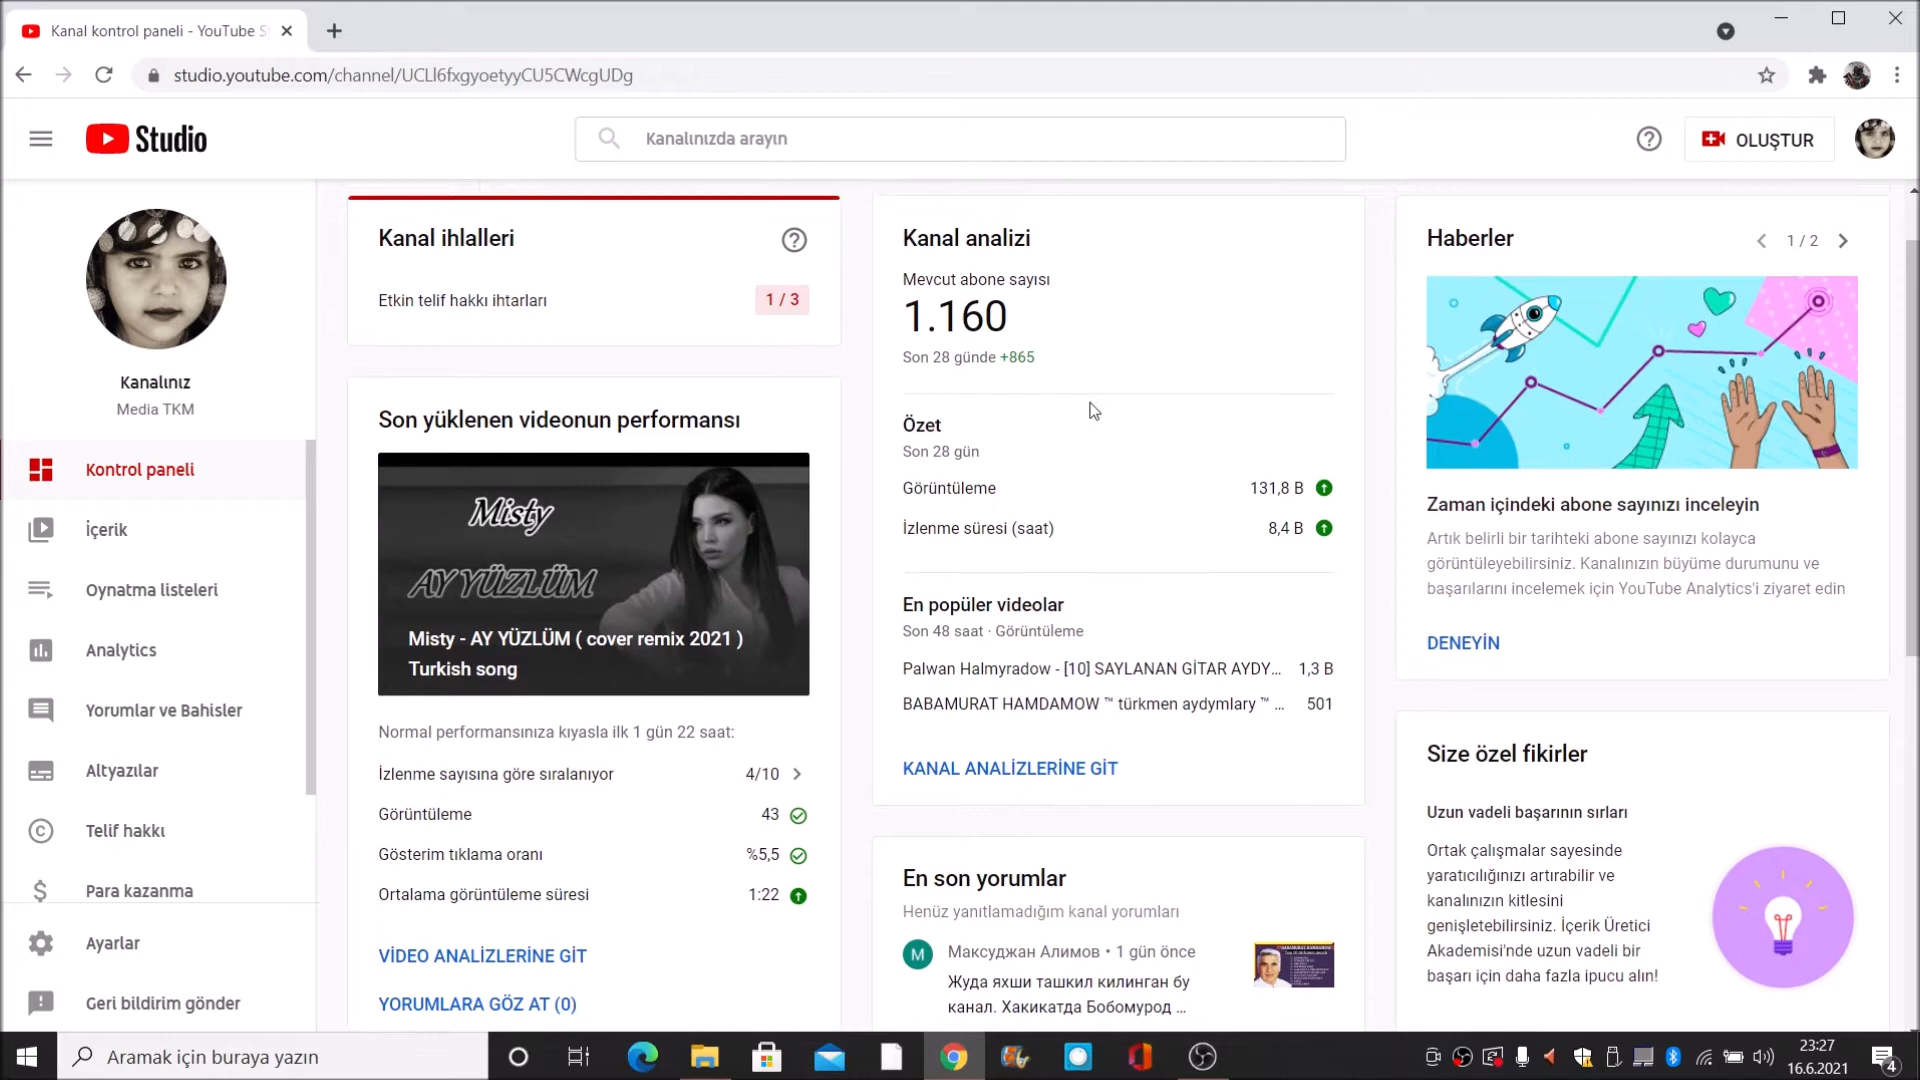 Kanal kontrol paneli - YouTube S
studio.youtube.com/channel/UCLl6fxgyoetyyCU5CWcgUDg
Studio
Kanalınızda arayın
OLUŞTUR
Kanalınız
Media TKM
Kontrol paneli
İçerik
Oynatma listeleri
Analytics
Yorumlar ve Bahisler
Altyazılar
Telif hakkı
Para kazanma
Ayarlar
Geri bildirim gönder
Kanal ihlalleri
Etkin telif hakkı ihtarları 1 / 3
Son yüklenen videonun performansı
Misty
AY YÜZLÜM
Misty - AY YÜZLÜM ( cover remix 2021 )
Turkish song
Normal performansınıza kıyasla ilk 1 gün 22 saat:
İzlenme sayısına göre sıralanıyor 4/10
Görüntüleme 43
Gösterim tıklama oranı %5,5
Ortalama görüntüleme süresi 1:22
VİDEO ANALİZLERİNE GİT
YORUMLARA GÖZ AT (0)
Kanal analizi
Mevcut abone sayısı
1.160
Son 28 günde +865
Özet
Son 28 gün
Görüntüleme 131,8 B
İzlenme süresi (saat) 8,4 B
En popüler videolar
Son 48 saat · Görüntüleme
Palwan Halmyradow - [10] SAYLANAN GİTAR AYDY... 1,3 B
BABAMURAT HAMDAMOW ™ türkmen aydymlary ™ ... 501
KANAL ANALİZLERİNE GİT
En son yorumlar
Henüz yanıtlamadığım kanal yorumları
M
Максуджан Алимов • 1 gün önce
Жуда яхши ташкил килинган бу
канал. Хакикатда Бобомурод ...
Haberler
1 / 2
Zaman içindeki abone sayınızı inceleyin
Artık belirli bir tarihteki abone sayınızı kolayca
görüntüleyebilirsiniz. Kanalınızın büyüme durumunu ve
başarılarını incelemek için YouTube Analytics'i ziyaret edin
DENEYİN
Size özel fikirler
Uzun vadeli başarının sırları
Ortak çalışmalar sayesinde
yaratıcılığınızı artırabilir ve
kanalınızın kitlesini
genişletebilirsiniz. İçerik Üretici
Akademisi'nde uzun vadeli bir
başarı için daha fazla ipucu alın!
Aramak için buraya yazın
23:27
16.6.2021
4